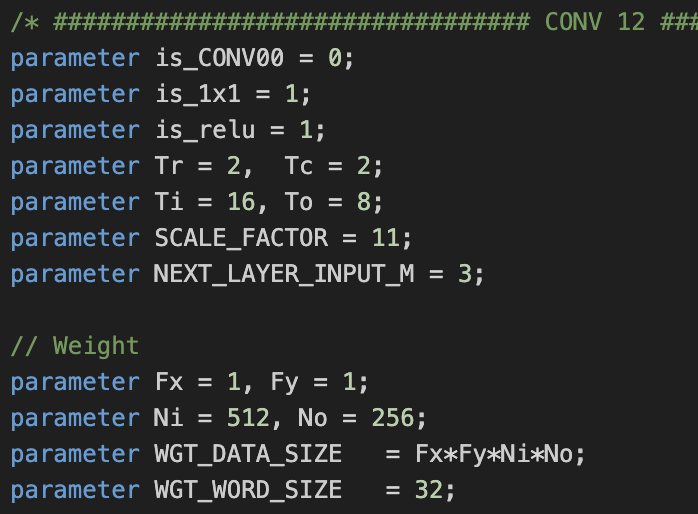 /* ################################# CONV 12 ###
parameter is_CONV00 = 0;
parameter is_1x1 = 1;
parameter is_relu = 1;
parameter Tr = 2,  Tc = 2;
parameter Ti = 16, To = 8;
parameter SCALE_FACTOR = 11;
parameter NEXT_LAYER_INPUT_M = 3;
// Weight
parameter Fx = 1, Fy = 1;
parameter Ni = 512, No = 256;
parameter WGT_DATA_SIZE   = Fx*Fy*Ni*No;
parameter WGT_WORD_SIZE   = 32;